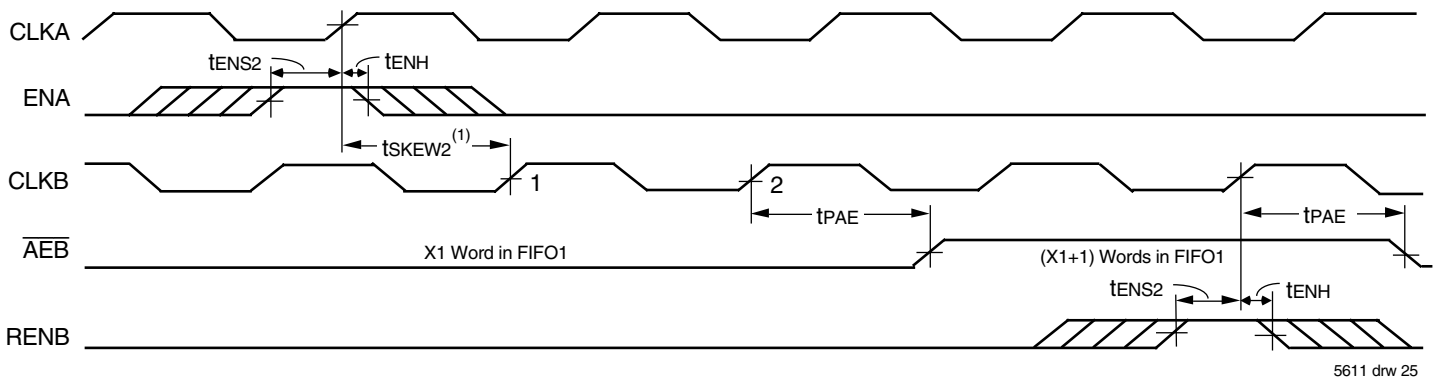 CLKA
tENS2 tENH
ENA
tSKEW2(1)
CLKB 1 2
tPAE tPAE
AEB X1 Word in FIFO1 (X1+1) Words in FIFO1
tENS2 tENH
RENB
5611 drw 25